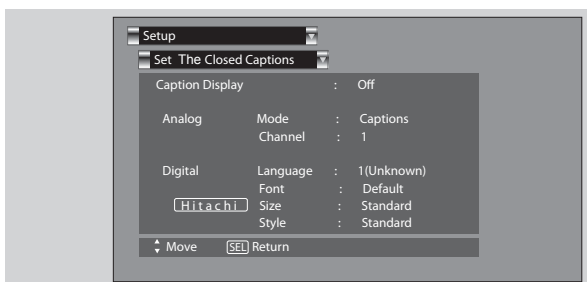 Setup
Set The Closed Captions
Caption Display : Off
Analog Mode : Captions
Channel : 1
Digital Language : 1(Unknown)
Font : Default
Hitachi Size : Standard
Style : Standard
Move SEL Return